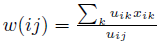 w(ij) = \frac{\sum_k u_{ik} x_{ik}}{u_{ij}}